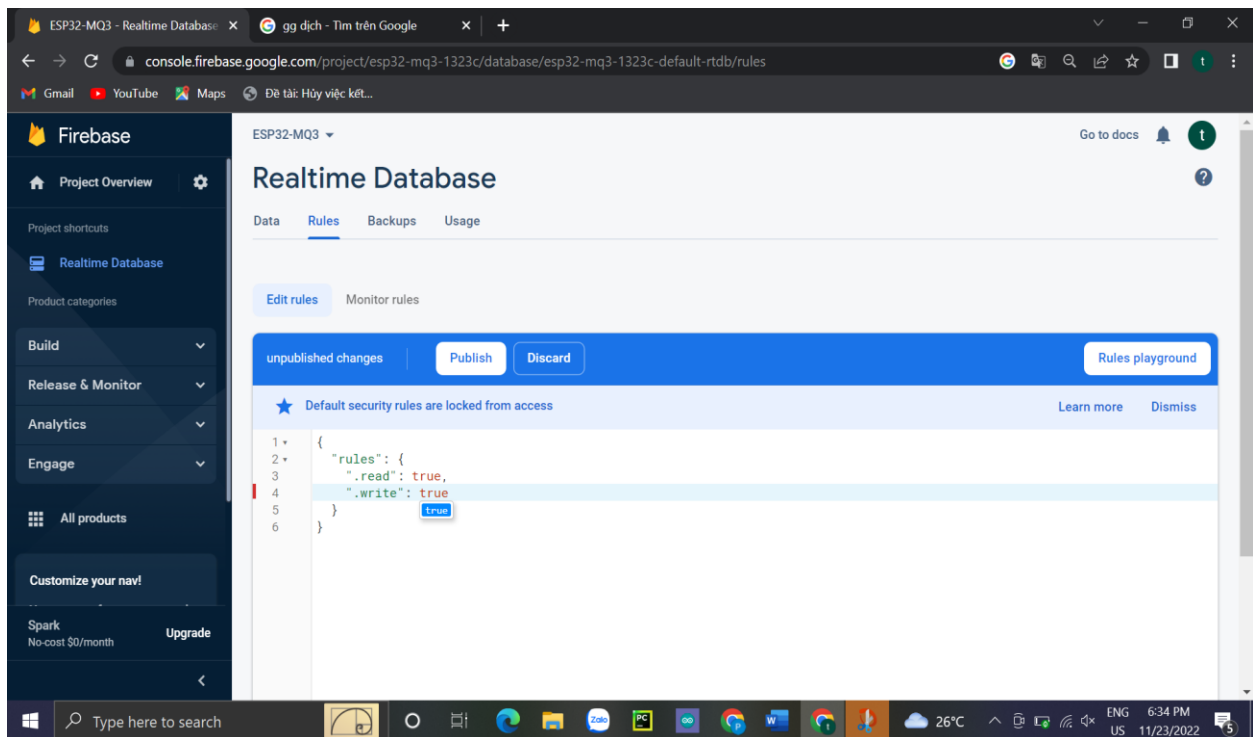 ESP32-MQ3 - Realtime Database
gg dịch - Tìm trên Google
console.firebase.google.com/project/esp32-mq3-1323c/database/esp32-mq3-1323c-default-rtdb/rules
t
Gmail
YouTube
Maps
Đề tài: Hủy việc kết...
Firebase
ESP32-MQ3
Go to docs
t
Project Overview
Realtime Database
Data
Rules
Backups
Usage
Project shortcuts
Realtime Database
Product categories
Edit rules
Monitor rules
Build
unpublished changes
Publish
Discard
Rules playground
Release & Monitor
Default security rules are locked from access
Learn more
Dismiss
Analytics
Engage
1 {
2 "rules": {
3 ".read": true,
4 ".write": true
true
5 }
6 }
All products
Customize your nav!
Spark
No-cost $0/month
Upgrade
Type here to search
Zalo
PC
26°C
ENG
US
6:34 PM
11/23/2022
5